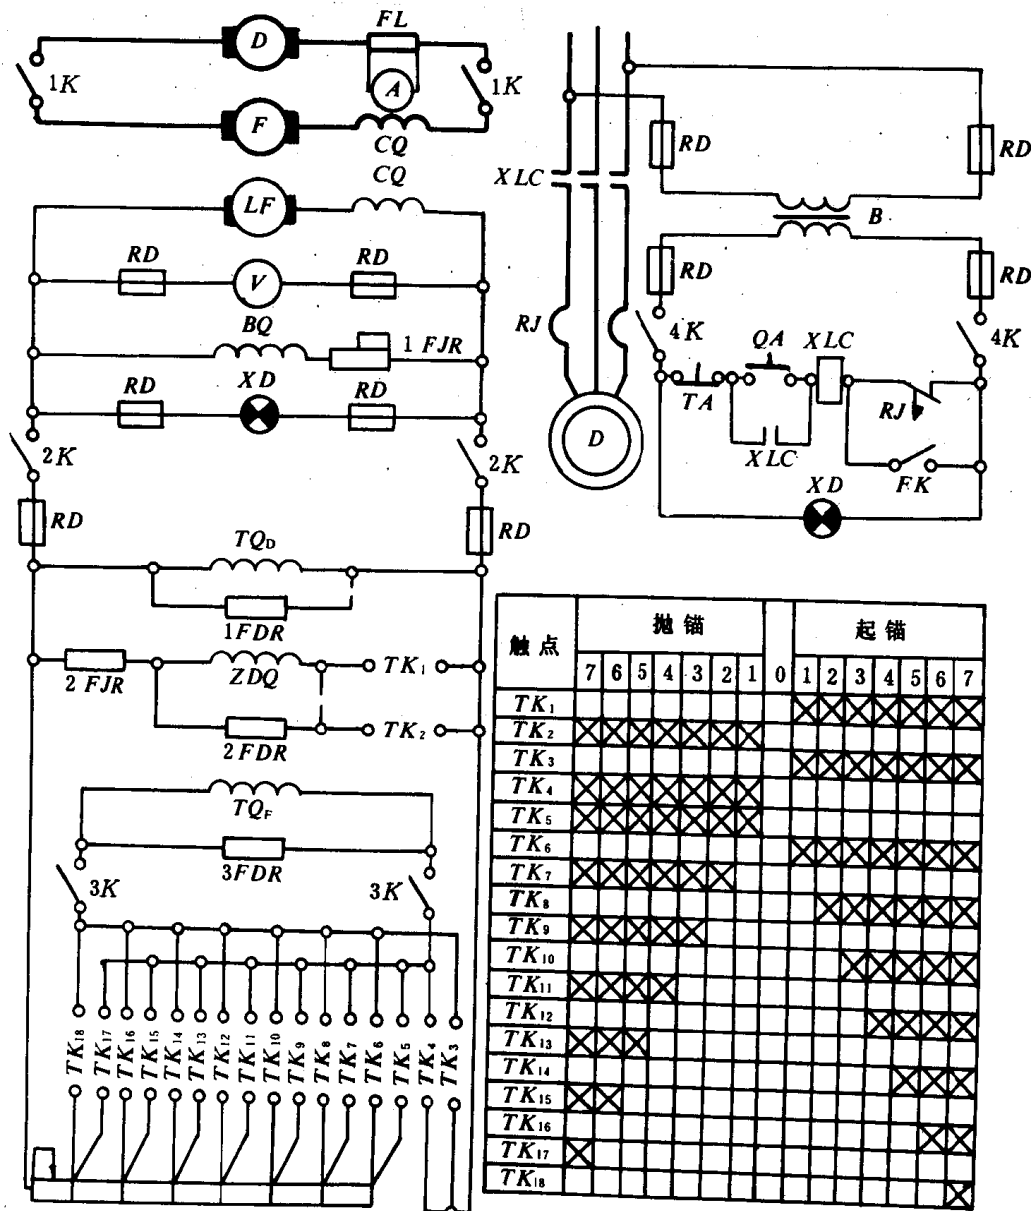 FL
D
1K
A
1K
F
CQ
CQ
LF
RD
V
RD
BQ
1FJR
RD
XD
RD
2K
2K
RD
RD
TQD
1FDR
2FJR
ZDQ
TK1
2FDR
TK2
TQF
3FDR
3K
3K
TK18 TK17 TK16 TK15 TK14 TK13 TK12 TK11 TK10 TK9 TK8 TK7 TK6 TK5 TK4 TK3
RD
RD
XLC
B
RD
RD
RJ
4K
QA
XLC
4K
TA
RJ
XLC
FK
D
XD
触点 抛锚 起锚
7 6 5 4 3 2 1 0 1 2 3 4 5 6 7
TK1
TK2
TK3
TK4
TK5
TK6
TK7
TK8
TK9
TK10
TK11
TK12
TK13
TK14
TK15
TK16
TK17
TK18